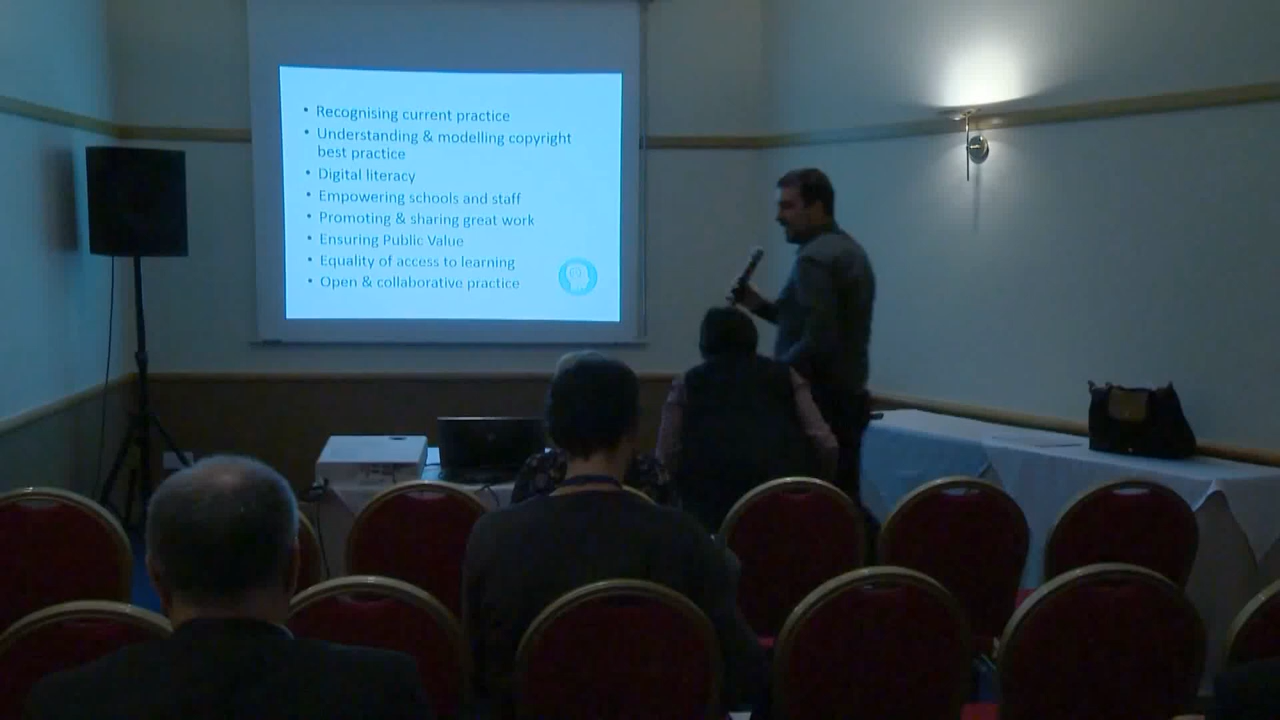 • Recognising current practice
• Understanding & modelling copyright
best practice
• Digital literacy
• Empowering schools and staff
• Promoting & sharing great work
• Ensuring Public Value
• Equality of access to learning
• Open & collaborative practice